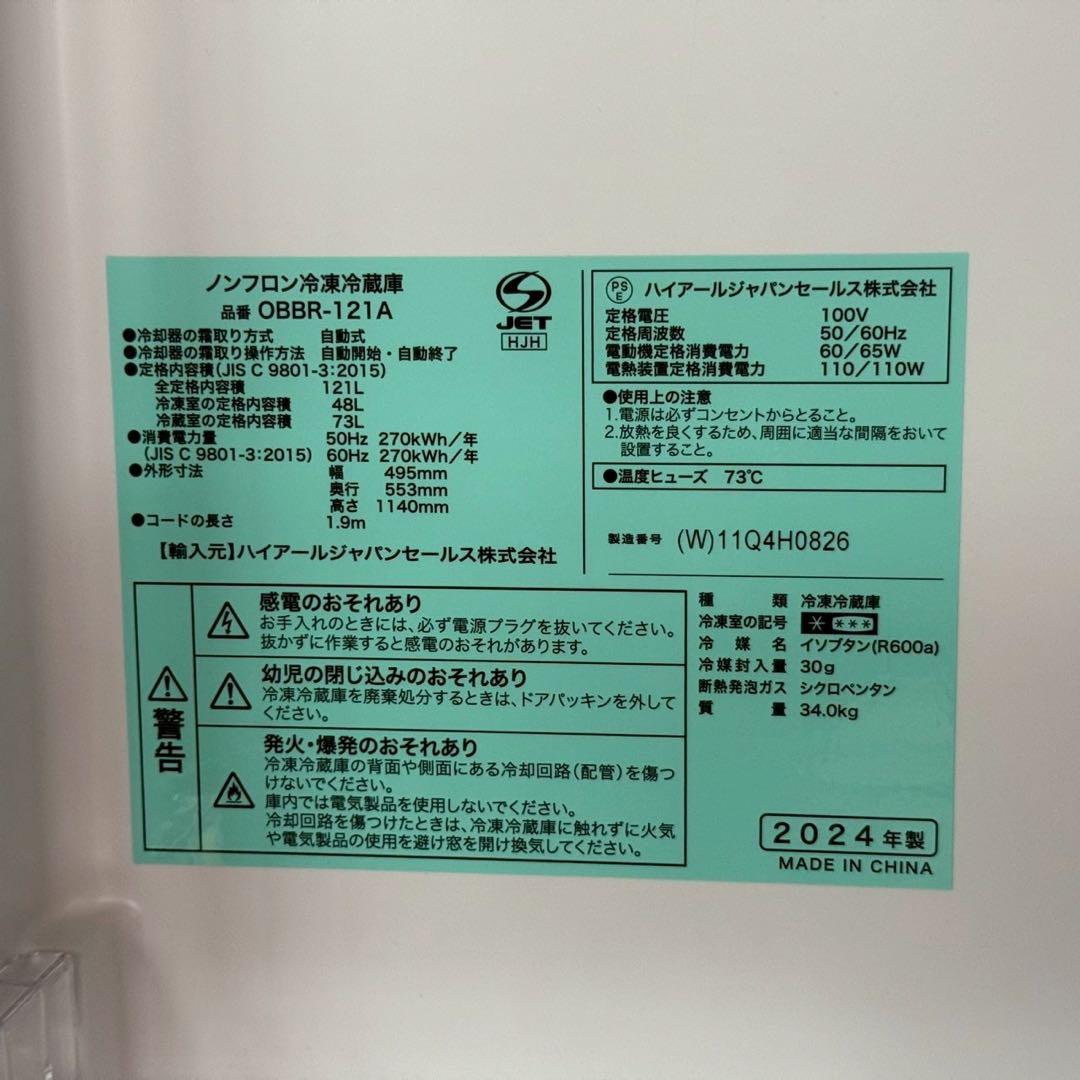 ノンフロン冷凍冷蔵庫
品番 OBBR-121A
●冷却器の霜取り方式 自動式
●冷却器の霜取り操作方法 自動開始・自動終了
●定格内容積(JIS C 9801-3:2015)
全定格内容積 121L
冷凍室の定格内容積 48L
冷蔵室の定格内容積 73L
●消費電力量 50Hz 270kWh/年
(JIS C 9801-3:2015) 60Hz 270kWh/年
●外形寸法 幅 495mm
奥行 553mm
高さ 1140mm
●コードの長さ 1.9m
【輸入元】ハイアールジャパンセールス株式会社
JET
HJH
PSE ハイアールジャパンセールス株式会社
定格電圧 100V
定格周波数 50/60Hz
電動機定格消費電力 60/65W
電熱装置定格消費電力 110/110W
●使用上の注意
1.電源は必ずコンセントからとること。
2.放熱を良くするため、周囲に適当な間隔をおいて
設置すること。
●温度ヒューズ 73℃
製造番号 (W)11Q4H0826
警告
感電のおそれあり
お手入れのときには、必ず電源プラグを抜いてください。
抜かずに作業すると感電のおそれがあります。
幼児の閉じ込みのおそれあり
冷凍冷蔵庫を廃棄処分するときは、ドアパッキンを外して
ください。
発火・爆発のおそれあり
冷凍冷蔵庫の背面や側面にある冷却回路(配管)を傷つ
けないでください。
庫内では電気製品を使用しないでください。
冷却回路を傷つけたときは、冷凍冷蔵庫に触れずに火気
や電気製品の使用を避け窓を開け換気してください。
種類 冷凍冷蔵庫
冷凍室の記号 * ***
冷媒名 イソブタン(R600a)
冷媒封入量 30g
断熱発泡ガス シクロペンタン
質量 34.0kg
2024年製
MADE IN CHINA